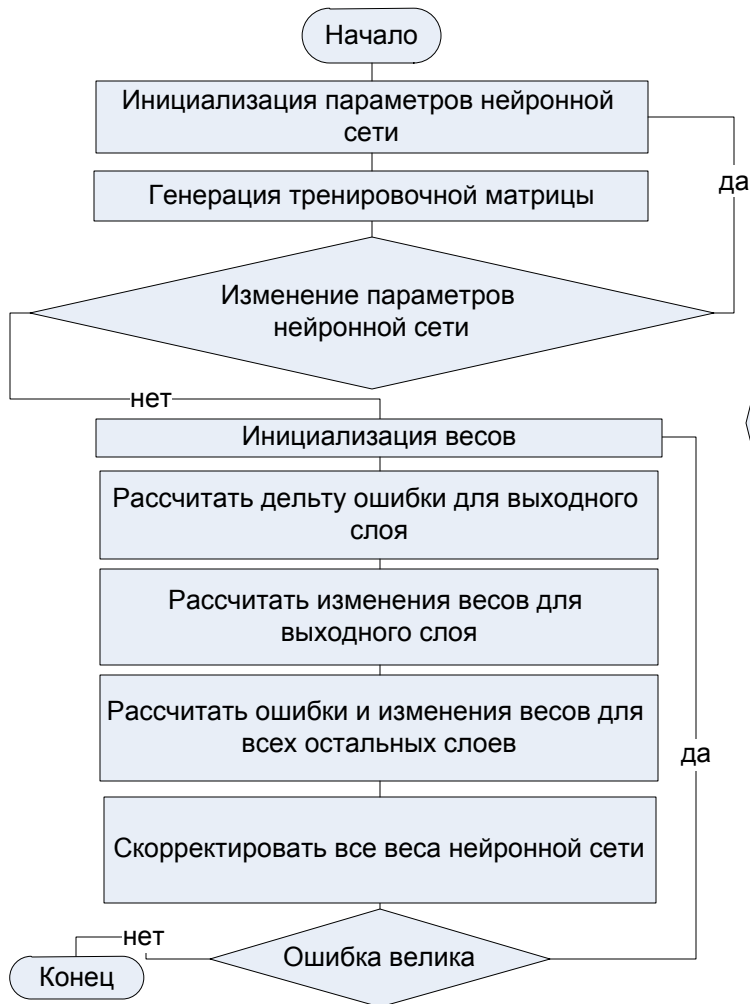 Начало
Инициализация параметров нейронной
сети
да
Генерация тренировочной матрицы
Изменение параметров
нейронной сети
нет
Инициализация весов
Рассчитать дельту ошибки для выходного
слоя
Рассчитать изменения весов для
выходного слоя
Рассчитать ошибки и изменения весов для
всех остальных слоев
да
Скорректировать все веса нейронной сети
нет
Ошибка велика
Конец